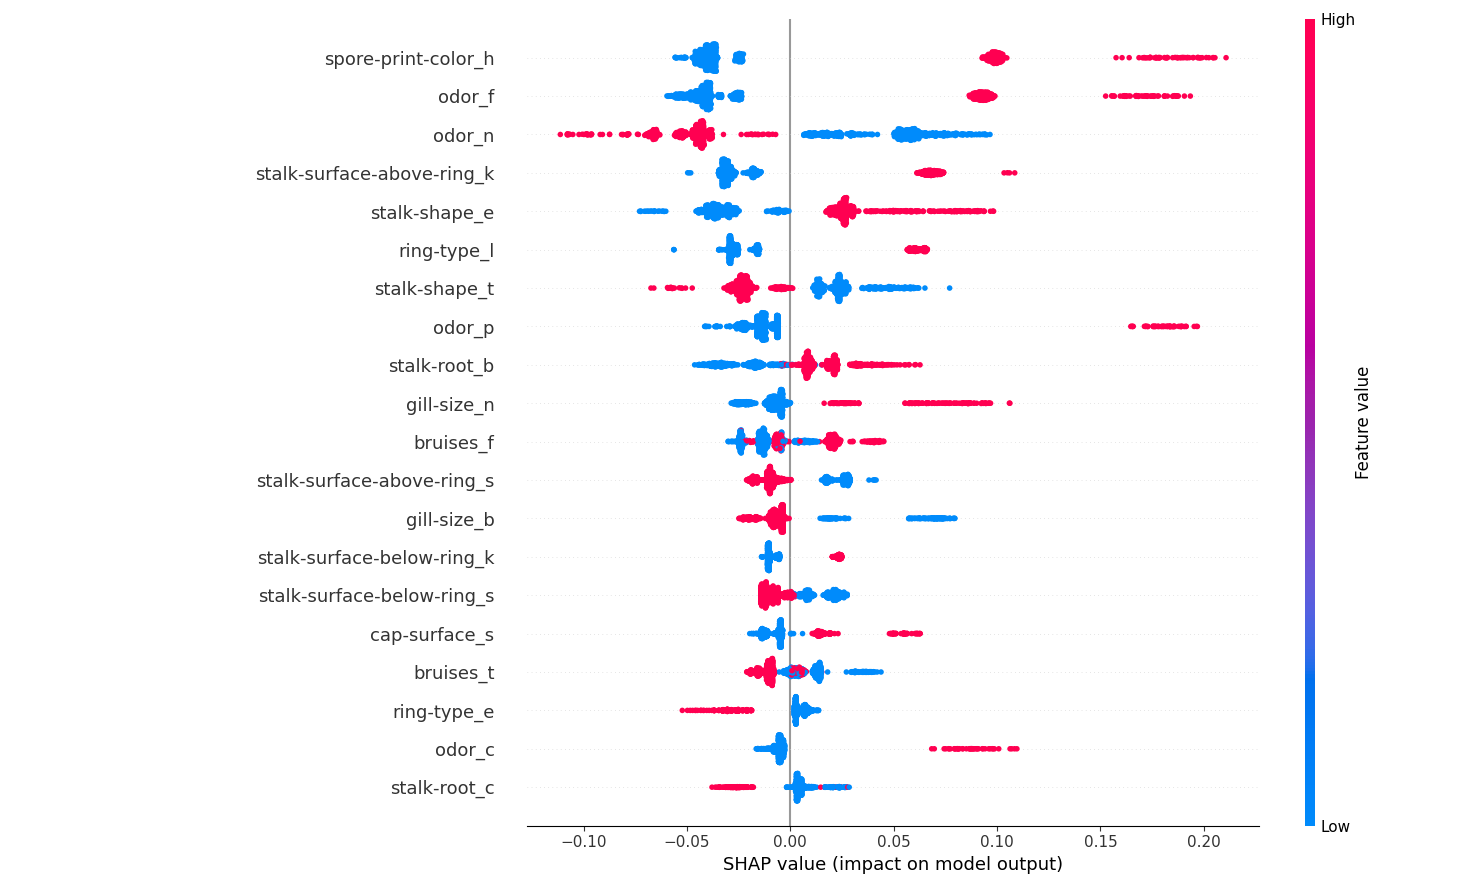 High
spore-print-color_h
odor_f
odor_n
stalk-surface-above-ring_k
stalk-shape_e
ring-type_l
stalk-shape_t
odor_p
stalk-root_b
gill-size_n
bruises_f
stalk-surface-above-ring_s
gill-size_b
stalk-surface-below-ring_k
stalk-surface-below-ring_s
cap-surface_s
bruises_t
ring-type_e
odor_c
stalk-root_c
Feature value
Low
−0.10 −0.05 0.00 0.05 0.10 0.15 0.20
SHAP value (impact on model output)